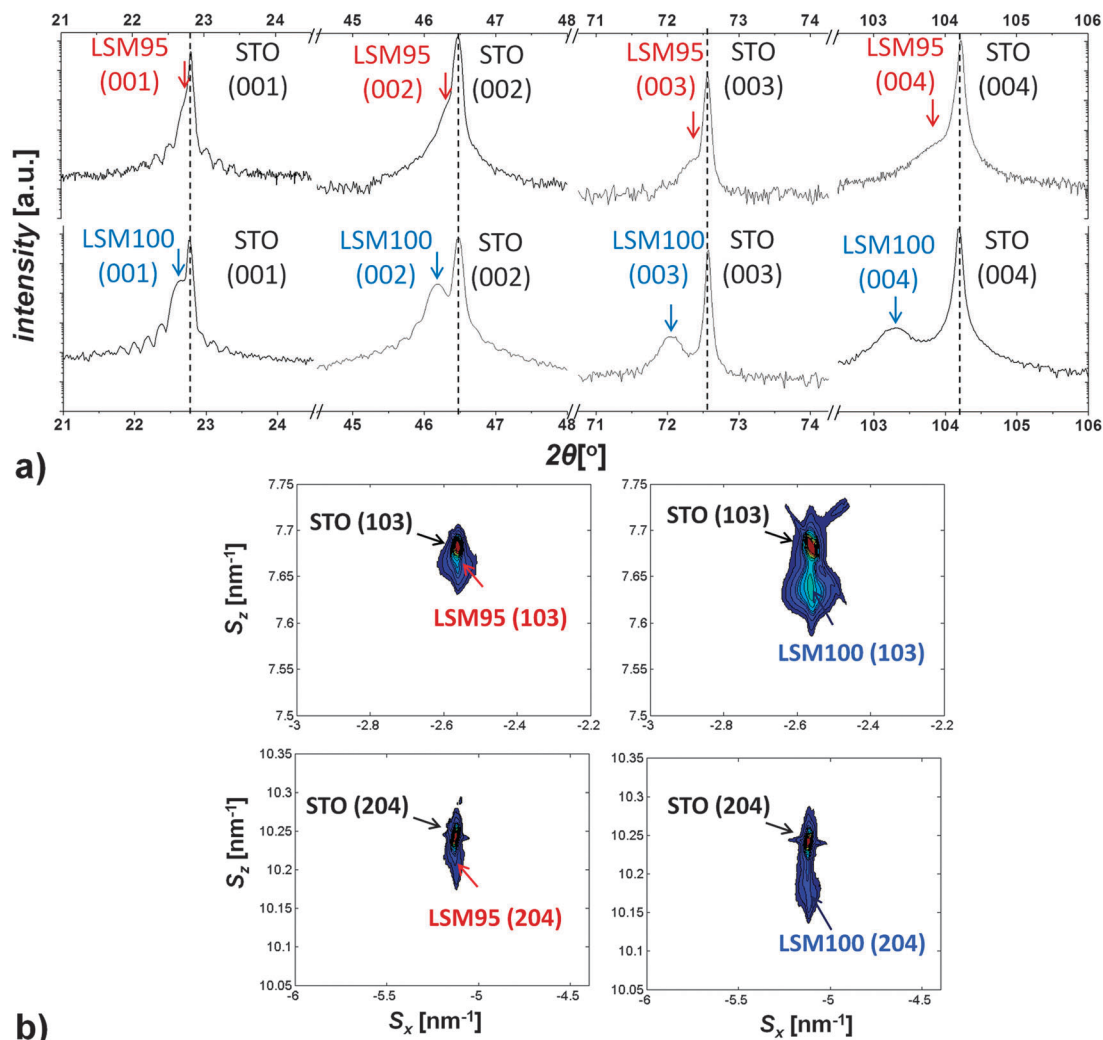 21 22 23 24 45 46 47 48 71 72 73 74 103 104 105 106
LSM95 STO LSM95 STO LSM95 STO LSM95 STO
(001) (001) (002) (002) (003) (003) (004) (004)
intensity [a.u.]
LSM100 STO LSM100 STO LSM100 STO LSM100 STO
(001) (001) (002) (002) (003) (003) (004) (004)
21 22 23 24 45 46 47 48 71 72 73 74 103 104 105 106
2θ[°]
a)
7.75
7.7
7.65
7.6
7.55
7.5
S_z [nm⁻¹]
STO (103)
LSM95 (103)
-3 -2.8 -2.6 -2.4 -2.2
7.75
7.7
7.65
7.6
7.55
7.5
STO (103)
LSM100 (103)
-3 -2.8 -2.6 -2.4 -2.2
10.35
10.3
10.25
10.2
10.15
10.1
10.05
S_z [nm⁻¹]
STO (204)
LSM95 (204)
-6 -5.5 -5 -4.5
S_x [nm⁻¹]
10.35
10.3
10.25
10.2
10.15
10.1
10.05
STO (204)
LSM100 (204)
-6 -5.5 -5 -4.5
S_x [nm⁻¹]
b)